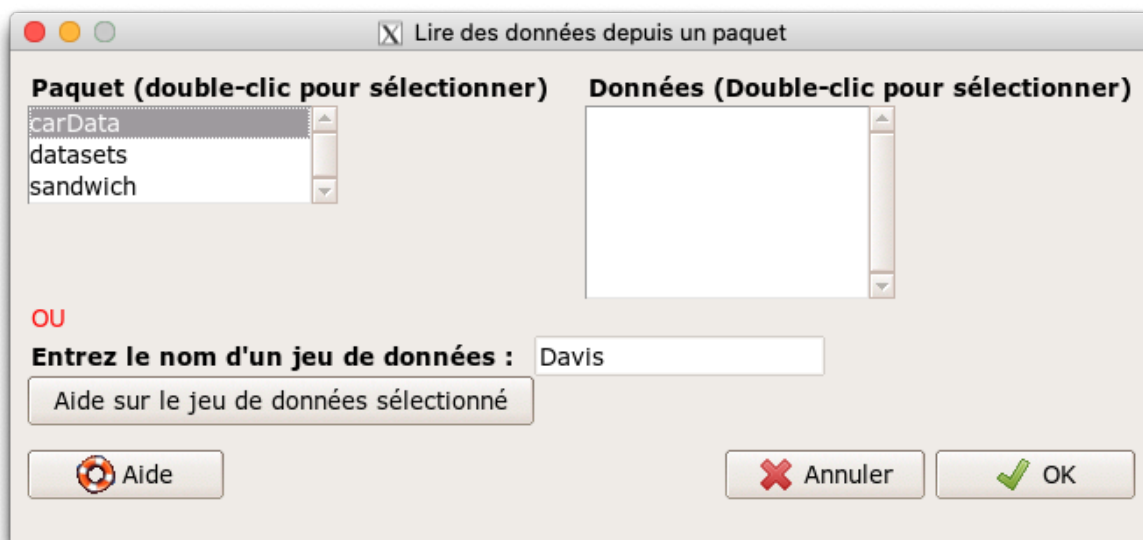 Lire des données depuis un paquet
Paquet (double-clic pour sélectionner)
Données (Double-clic pour sélectionner)
carData
datasets
sandwich
OU
Entrez le nom d'un jeu de données :
Davis
Aide sur le jeu de données sélectionné
Aide
Annuler
OK